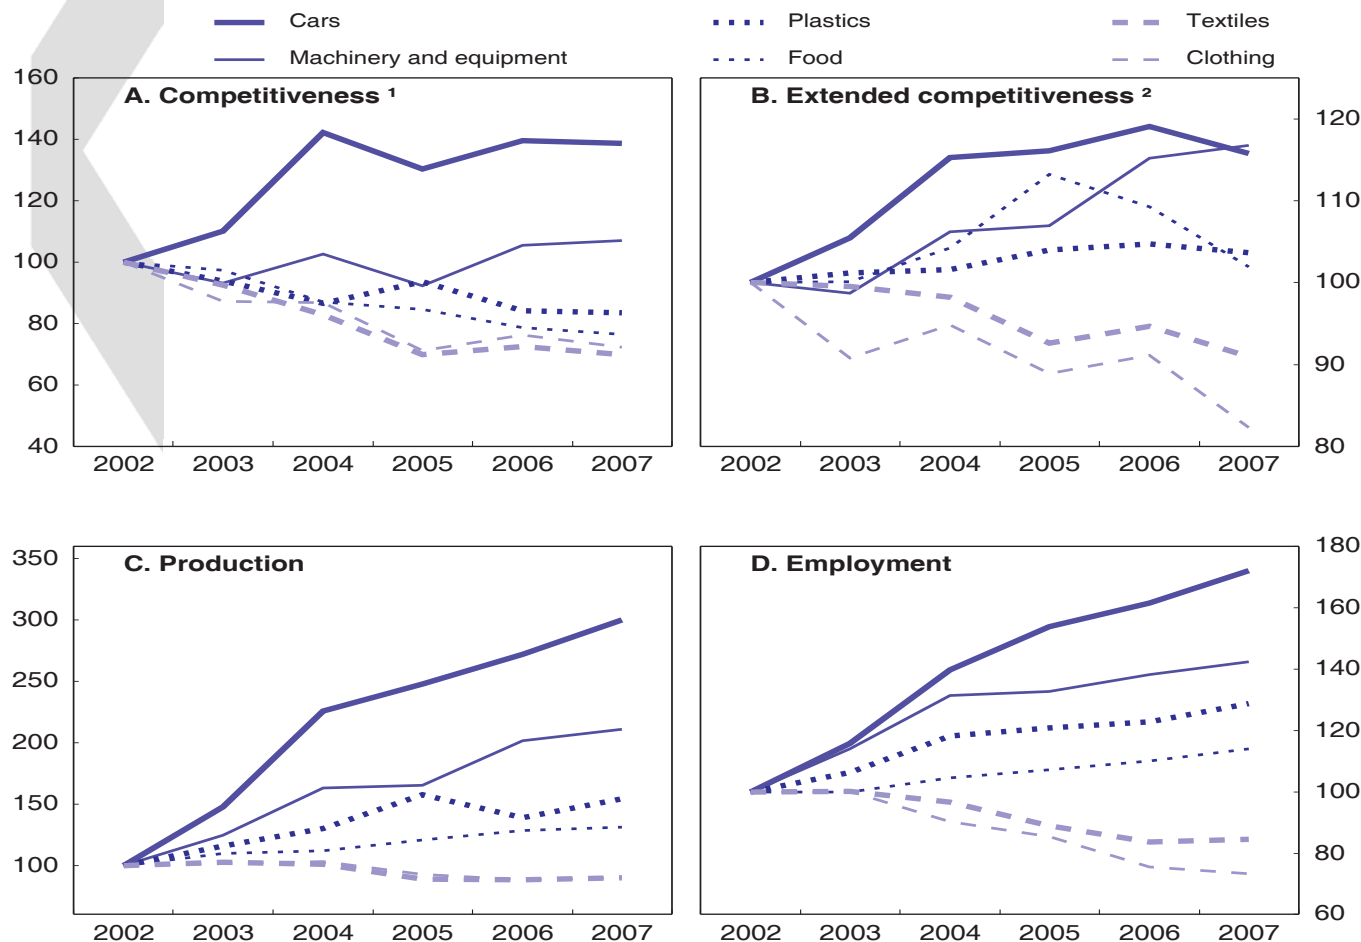 Cars Plastics Textiles
Machinery and equipment Food Clothing
A. Competitiveness ¹
160
140
120
100
80
60
40
2002 2003 2004 2005 2006 2007
B. Extended competitiveness ²
120
110
100
90
80
2002 2003 2004 2005 2006 2007
C. Production
350
300
250
200
150
100
2002 2003 2004 2005 2006 2007
D. Employment
180
160
140
120
100
80
60
2002 2003 2004 2005 2006 2007